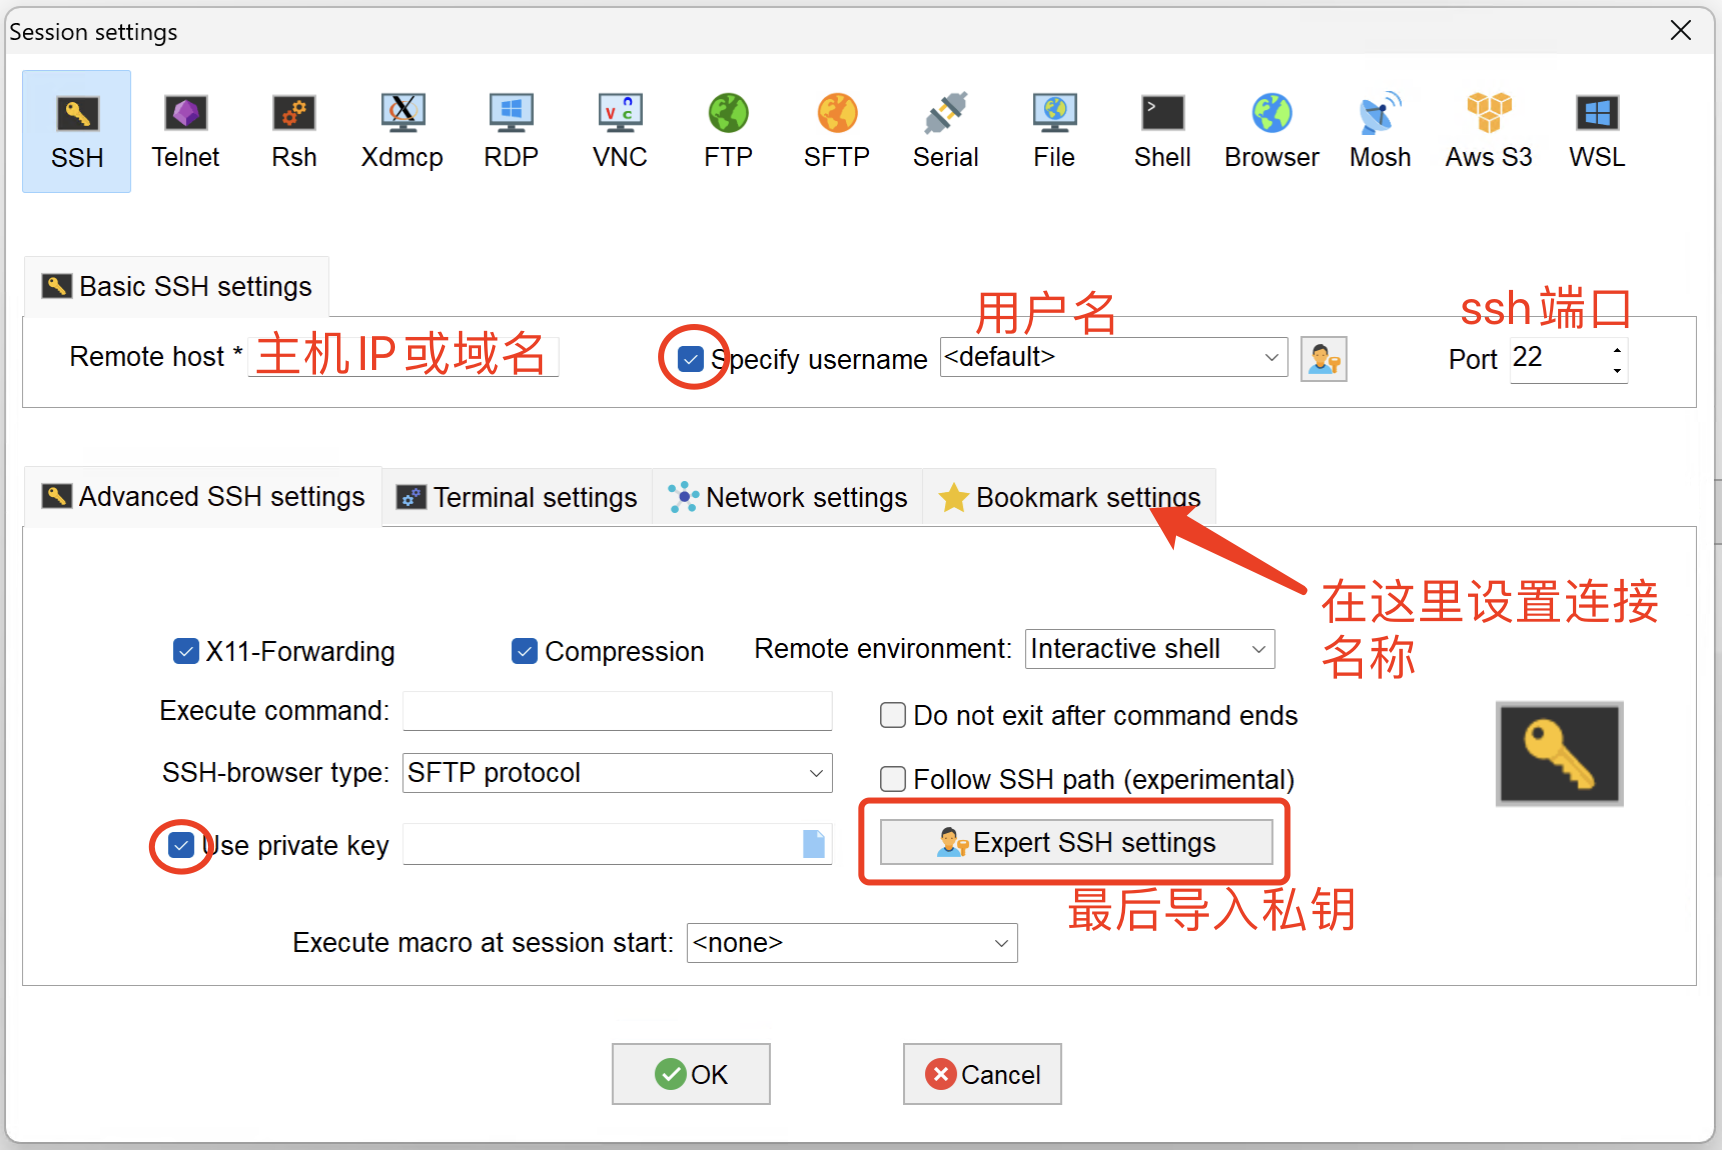 Session settings
SSH
Telnet
Rsh
Xdmcp
RDP
VNC
FTP
SFTP
Serial
File
Shell
Browser
Mosh
Aws S3
WSL
Basic SSH settings
用户名
ssh端口
Remote host * 主机IP或域名
Specify username <default>
Port 22
Advanced SSH settings
Terminal settings
Network settings
Bookmark settings
在这里设置连接
名称
X11-Forwarding
Compression
Remote environment: Interactive shell
Execute command:
Do not exit after command ends
SSH-browser type: SFTP protocol
Follow SSH path (experimental)
Use private key
Expert SSH settings
最后导入私钥
Execute macro at session start: <none>
OK
Cancel